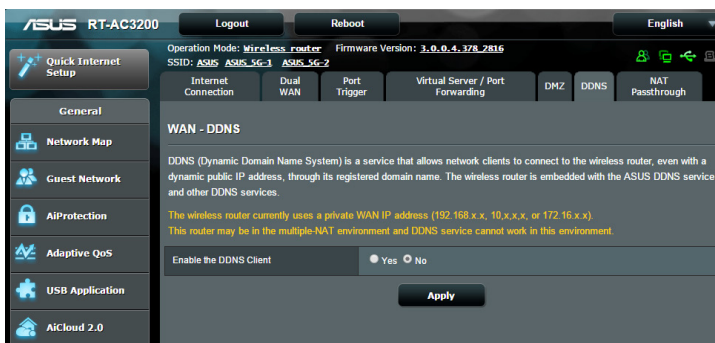 ASUS RT-AC3200 Logout Reboot English
Operation Mode: Wireless router Firmware Version: 3.0.0.4.378_2816
SSID: ASUS ASUS_5G-1 ASUS_5G-2
Quick Internet
Setup
General
Network Map
Guest Network
AiProtection
Adaptive QoS
USB Application
AiCloud 2.0
Internet
Connection
Dual
WAN
Port
Trigger
Virtual Server / Port
Forwarding
DMZ
DDNS
NAT
Passthrough
WAN - DDNS
DDNS (Dynamic Domain Name System) is a service that allows network clients to connect to the wireless router, even with a
dynamic public IP address, through its registered domain name. The wireless router is embedded with the ASUS DDNS service
and other DDNS services.
The wireless router currently uses a private WAN IP address (192.168.x.x, 10,x,x,x, or 172.16.x.x).
This router may be in the multiple-NAT environment and DDNS service cannot work in this environment.
Enable the DDNS Client Yes No
Apply